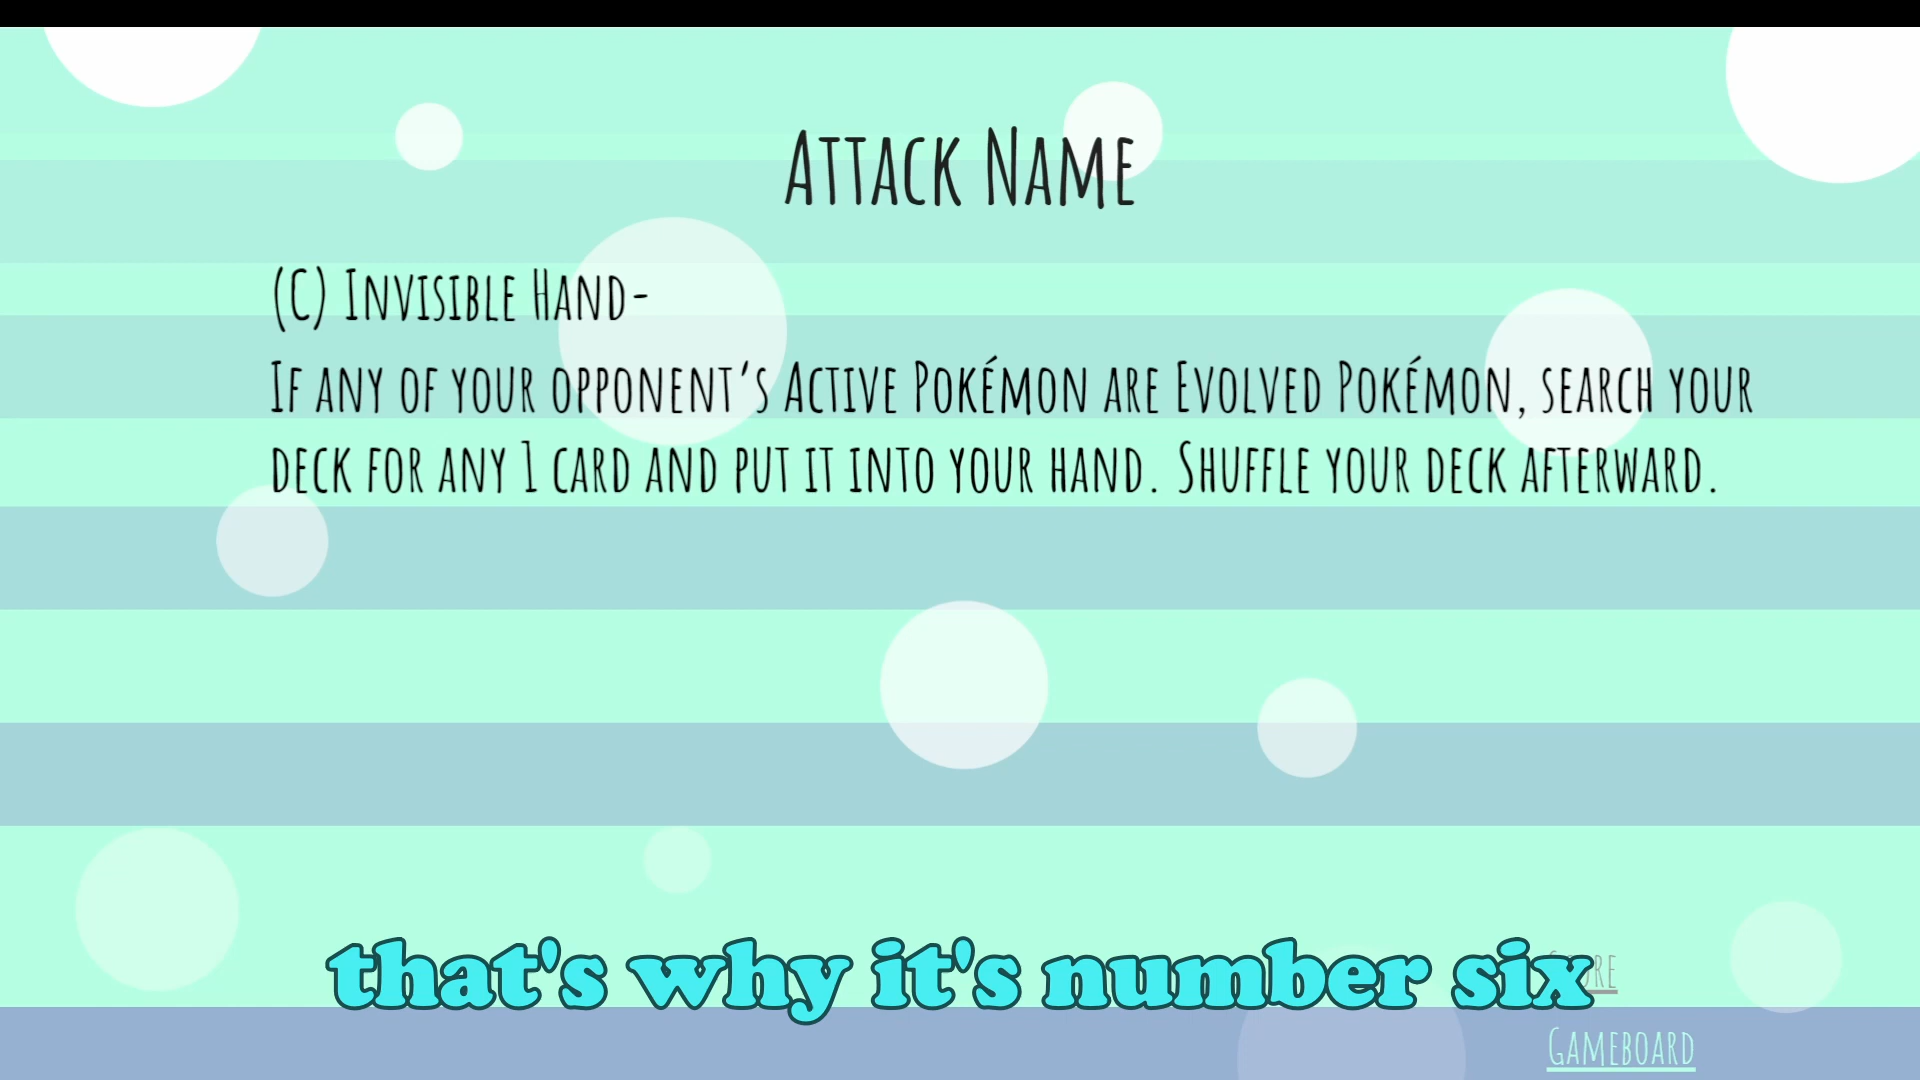 Attack Name
(C) Invisible Hand-
If any of your opponent's Active Pokémon are Evolved Pokémon, search your
deck for any 1 card and put it into your hand. Shuffle your deck afterward.
that's why it's number six
Gameboard